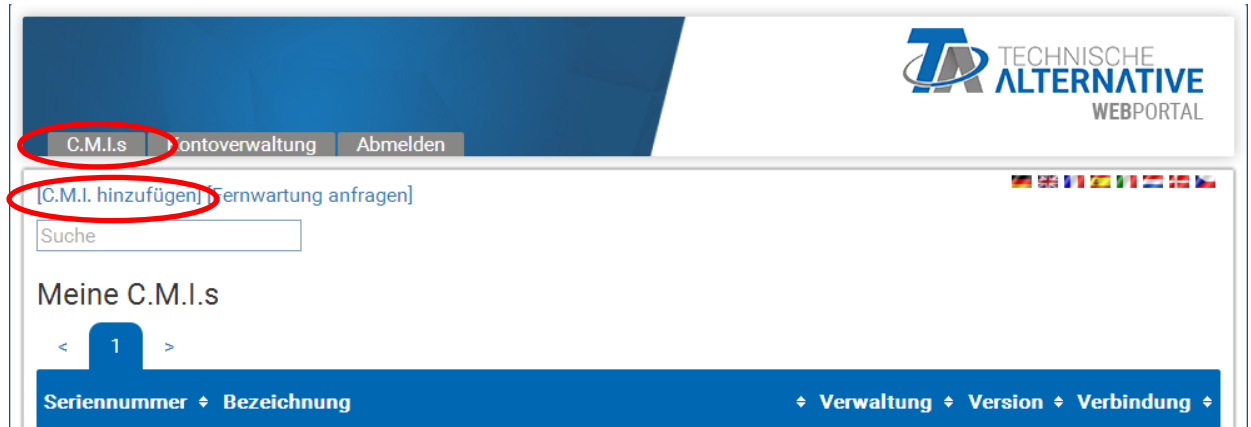 TECHNISCHE
ALTERNATIVE
WEBPORTAL
C.M.I.s Kontoverwaltung Abmelden
[C.M.I. hinzufügen] [Fernwartung anfragen]
Suche
Meine C.M.I.s
< 1 >
Seriennummer Bezeichnung Verwaltung Version Verbindung